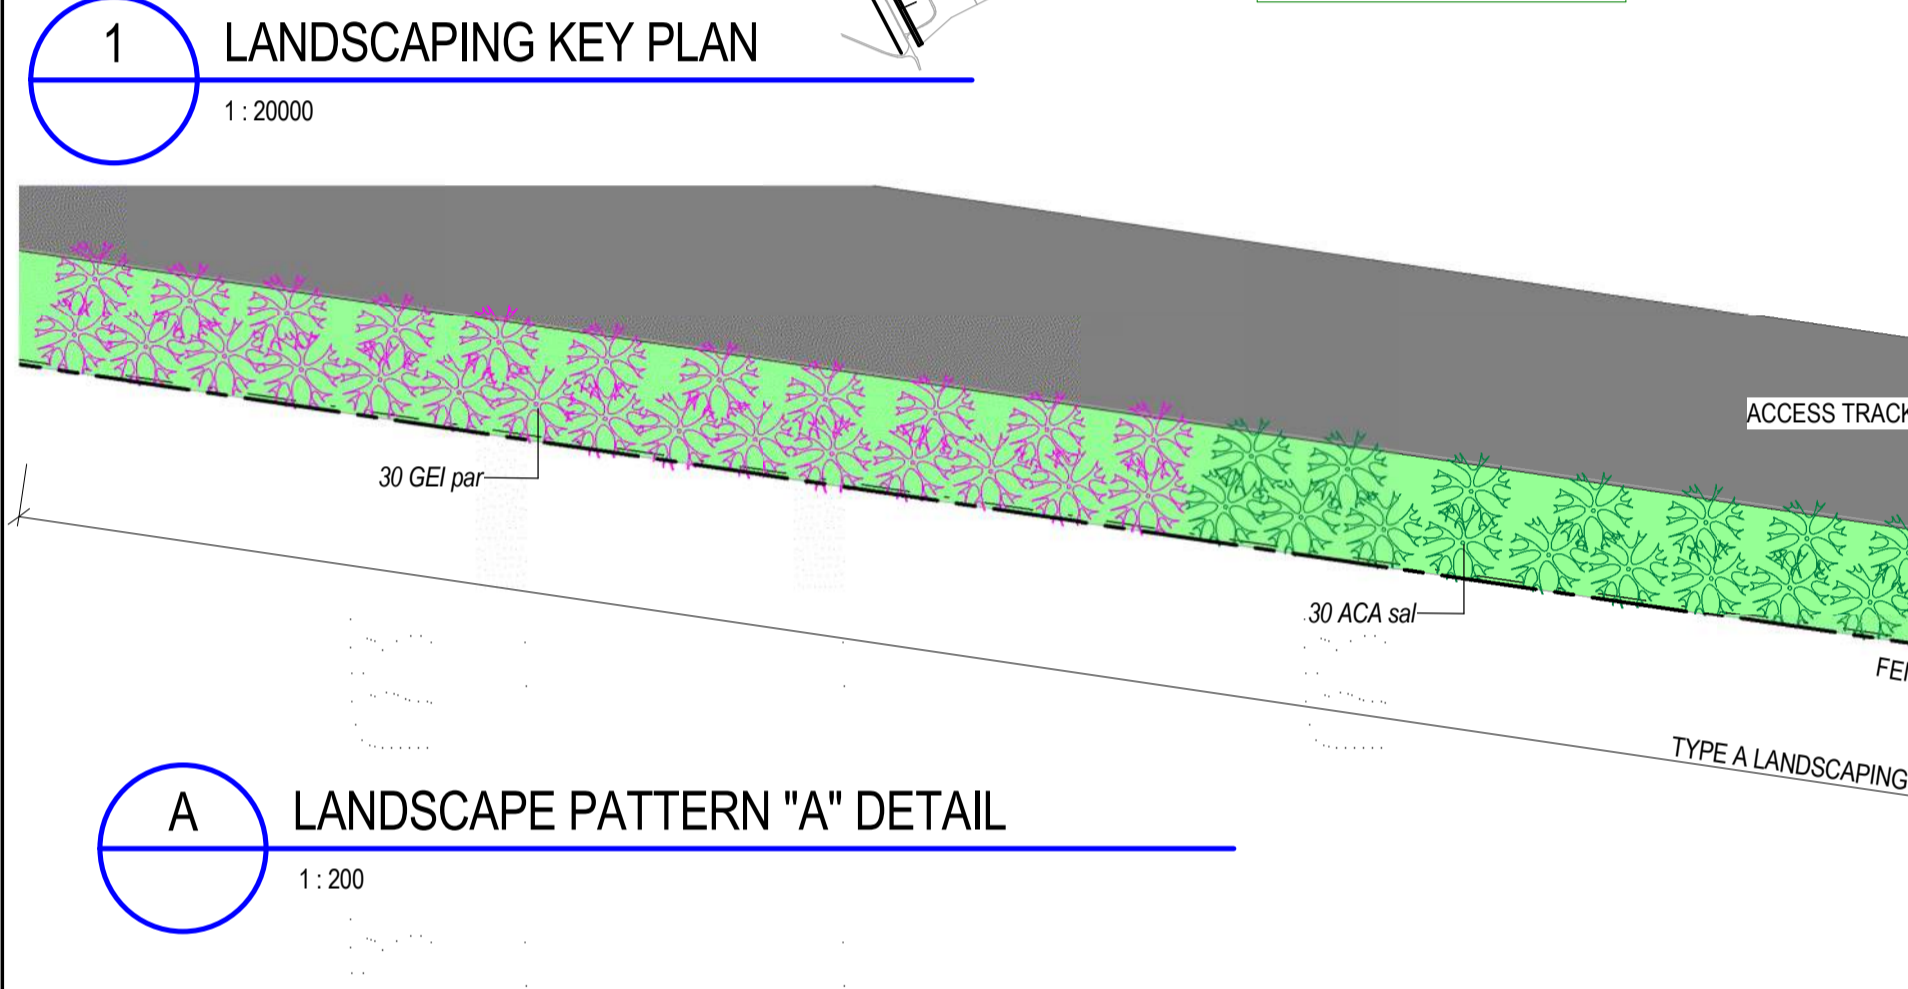 1
LANDSCAPING KEY PLAN
1 : 20000
ACCESS TRACK
30 GEI par
30 ACA sal
TYPE A LANDSCAPING
A
LANDSCAPE PATTERN "A" DETAIL
1 : 200